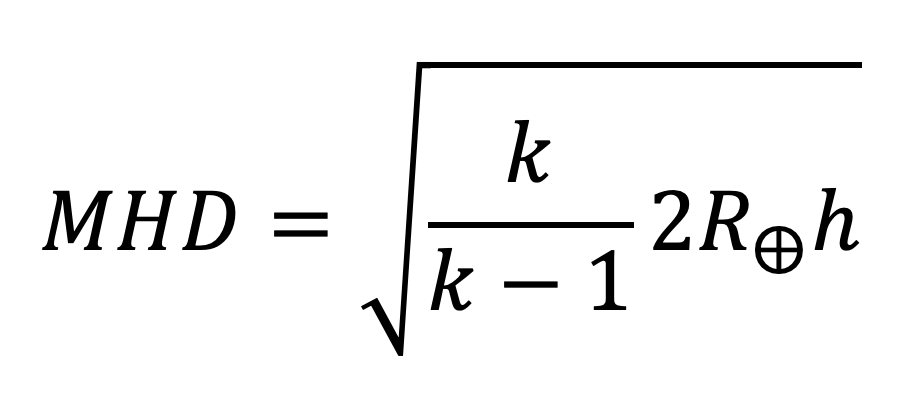 MHD = √(k/(k − 1) 2R⊕h)